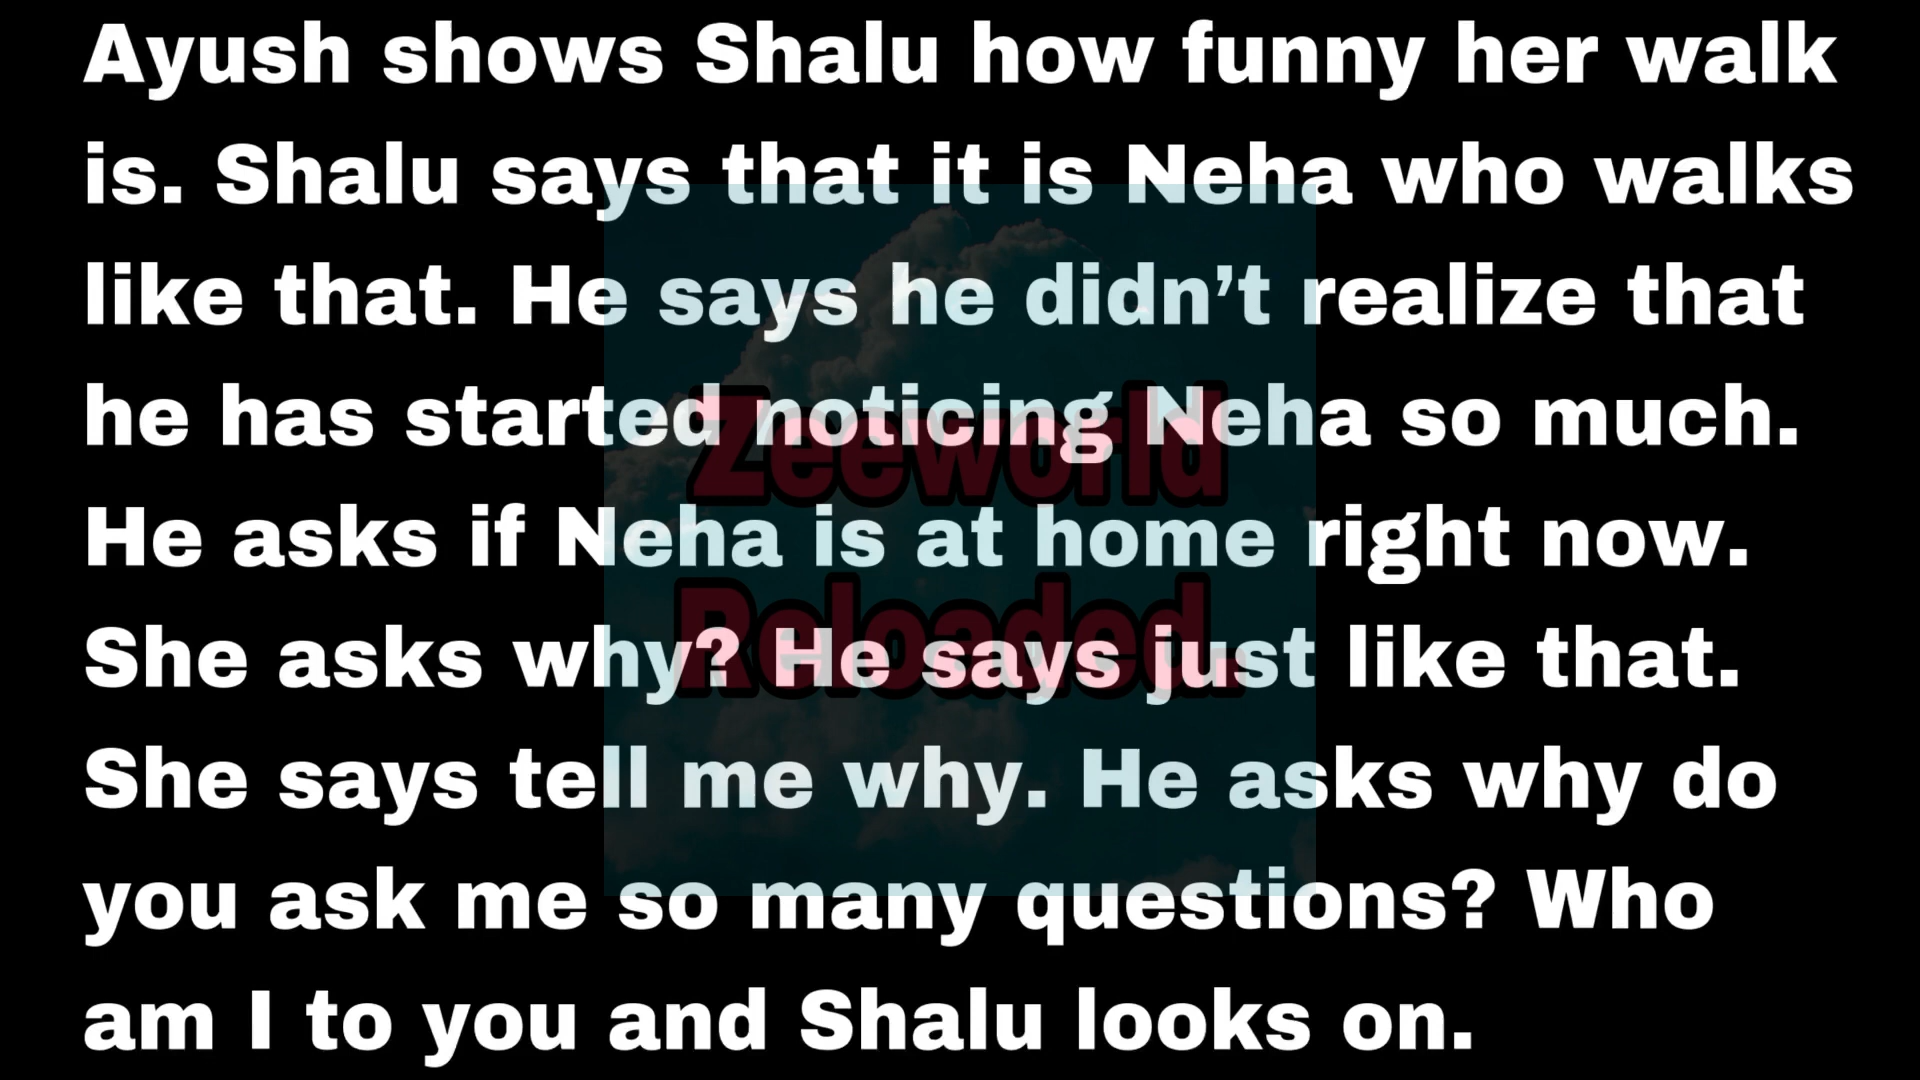 Ayush shows Shalu how funny her walk
is. Shalu says that it is Neha who walks
like that. He says he didn’t realize that
he has started noticing Neha so much.
Zeeworld
He asks if Neha is at home right now.
Reloaded.
She asks why? He says just like that.
She says tell me why. He asks why do
you ask me so many questions? Who
am I to you and Shalu looks on.